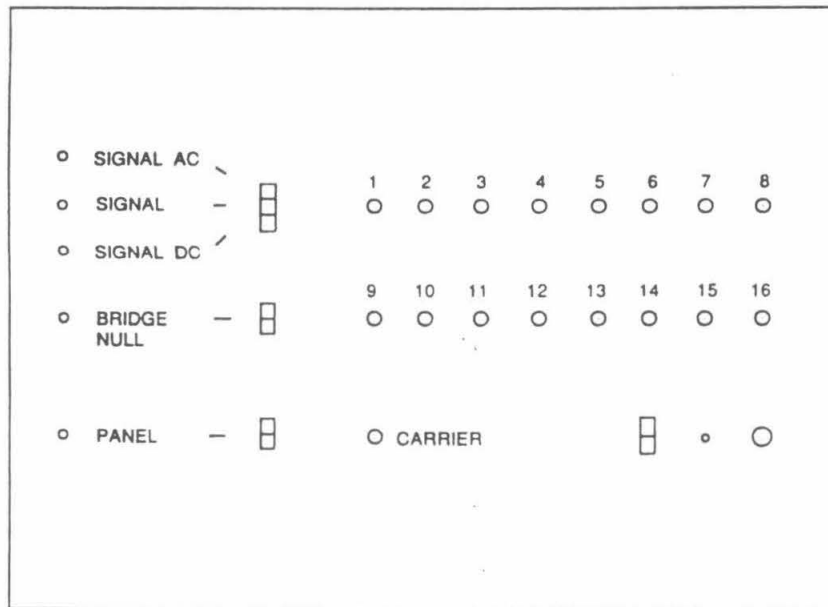 SIGNAL AC
SIGNAL
SIGNAL DC
1 2 3 4 5 6 7 8
BRIDGE
NULL
9 10 11 12 13 14 15 16
PANEL
CARRIER